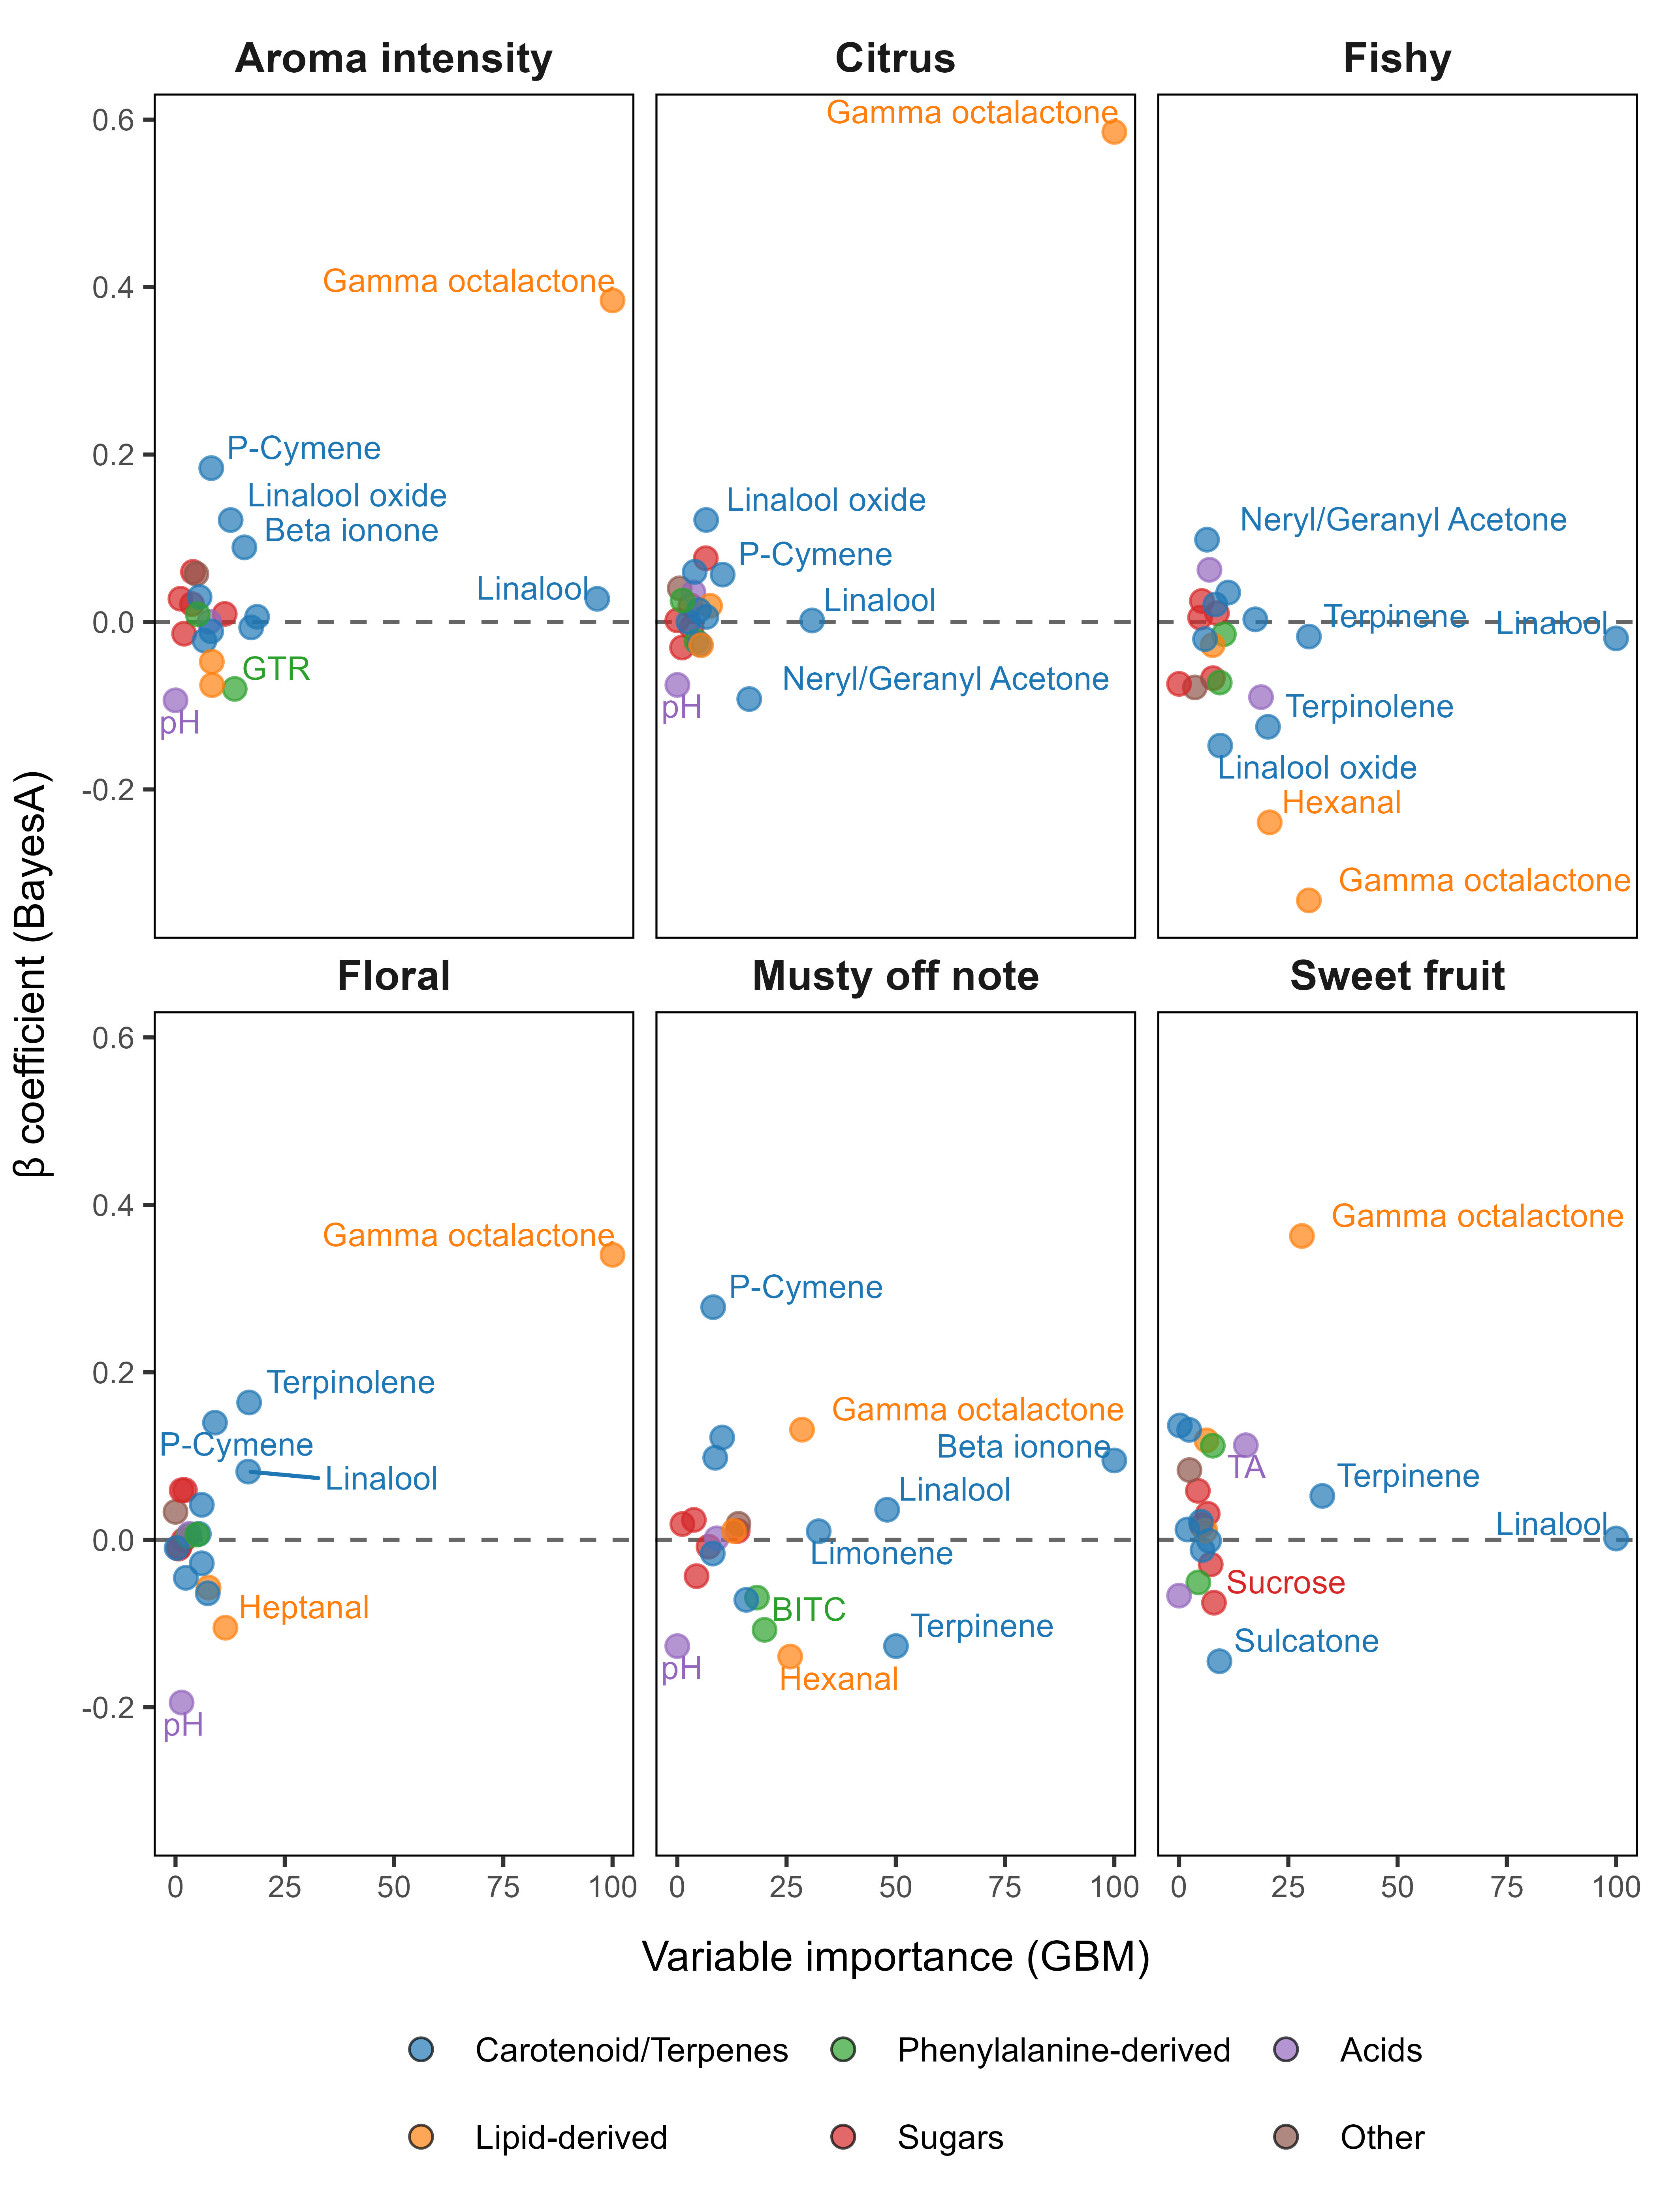 Aroma intensity
Citrus
Fishy
0.6
0.4
0.2
0.0
-0.2
Gamma octalactone
P-Cymene
Linalool oxide
Beta ionone
Linalool
GTR
pH
Gamma octalactone
Linalool oxide
P-Cymene
Linalool
Neryl/Geranyl Acetone
pH
Neryl/Geranyl Acetone
Terpinene
Linalool
Terpinolene
Linalool oxide
Hexanal
Gamma octalactone
β coefficient (BayesA)
Floral
Musty off note
Sweet fruit
0.6
0.4
0.2
0.0
-0.2
Gamma octalactone
Terpinolene
P-Cymene
Linalool
Heptanal
pH
P-Cymene
Gamma octalactone
Beta ionone
Linalool
Limonene
BITC
Terpinene
pH
Hexanal
Gamma octalactone
TA
Terpinene
Linalool
Sucrose
Sulcatone
0 25 50 75 100
0 25 50 75 100
0 25 50 75 100
Variable importance (GBM)
Carotenoid/Terpenes
Phenylalanine-derived
Acids
Lipid-derived
Sugars
Other